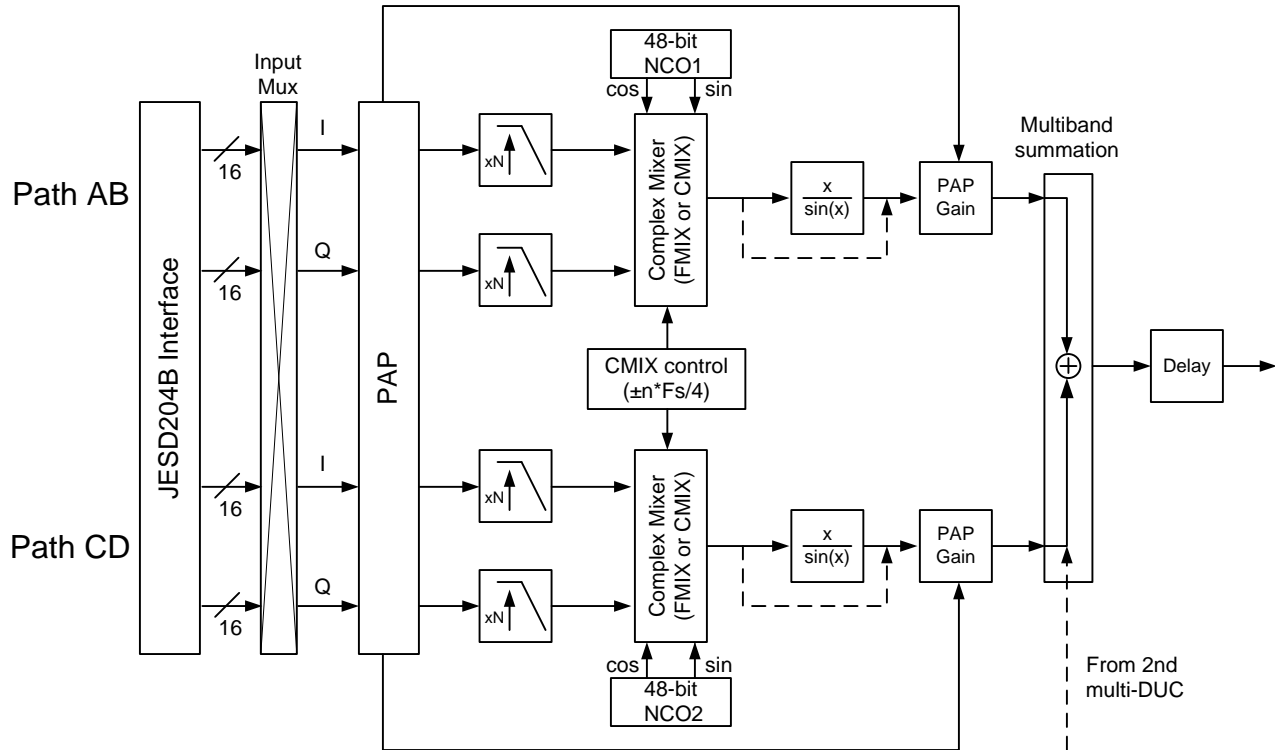 48-bit
NCO1
cos
sin
Input
Mux
Path AB
Path CD
JESD204B Interface
16
16
16
16
I
Q
I
Q
PAP
xN
xN
xN
xN
Complex Mixer
(FMIX or CMIX)
CMIX control
(±n*Fs/4)
Complex Mixer
(FMIX or CMIX)
cos
sin
48-bit
NCO2
x
sin(x)
x
sin(x)
PAP
Gain
PAP
Gain
Multiband
summation
Delay
From 2nd
multi-DUC